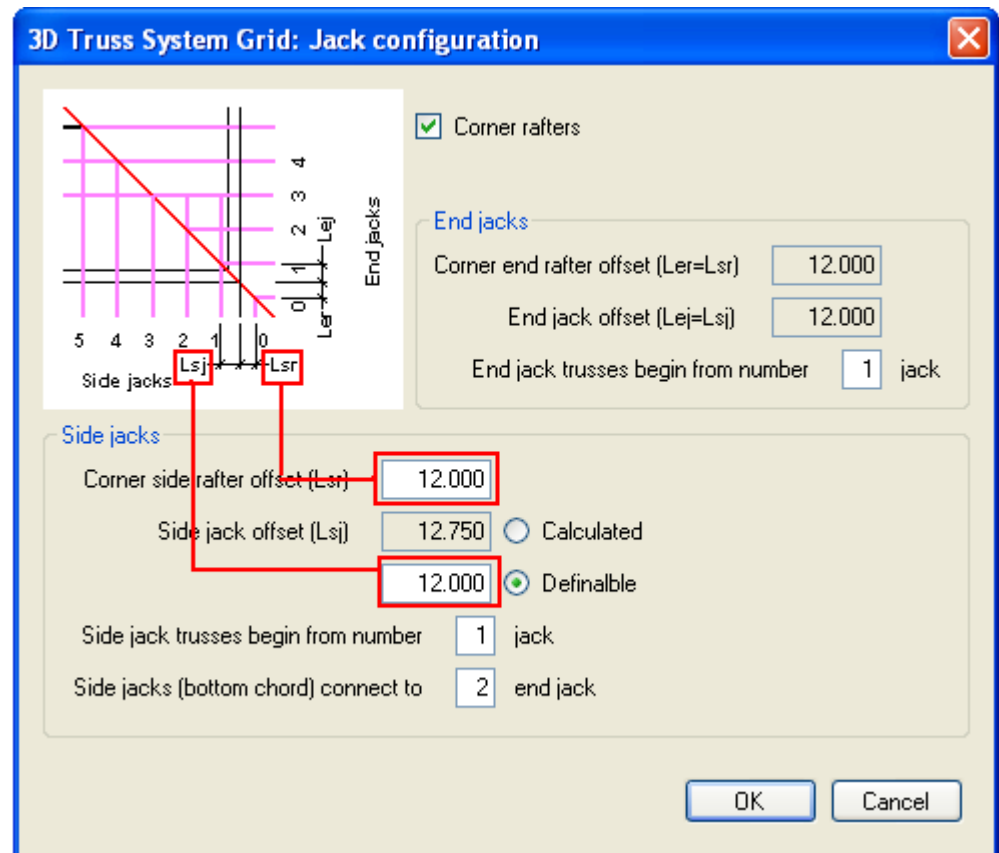 3D Truss System Grid: Jack configuration
4
3
2
1
0
Lej
Ler
End jacks
5 4 3 2 1 0
Lsj
Lsr
Side jacks
Corner rafters
End jacks
Corner end rafter offset (Ler=Lsr) 12.000
End jack offset (Lej=Lsj) 12.000
End jack trusses begin from number 1 jack
Side jacks
Corner side rafter offset (Lsr) 12.000
Side jack offset (Lsj) 12.750 Calculated
12.000 Definalble
Side jack trusses begin from number 1 jack
Side jacks (bottom chord) connect to 2 end jack
OK Cancel